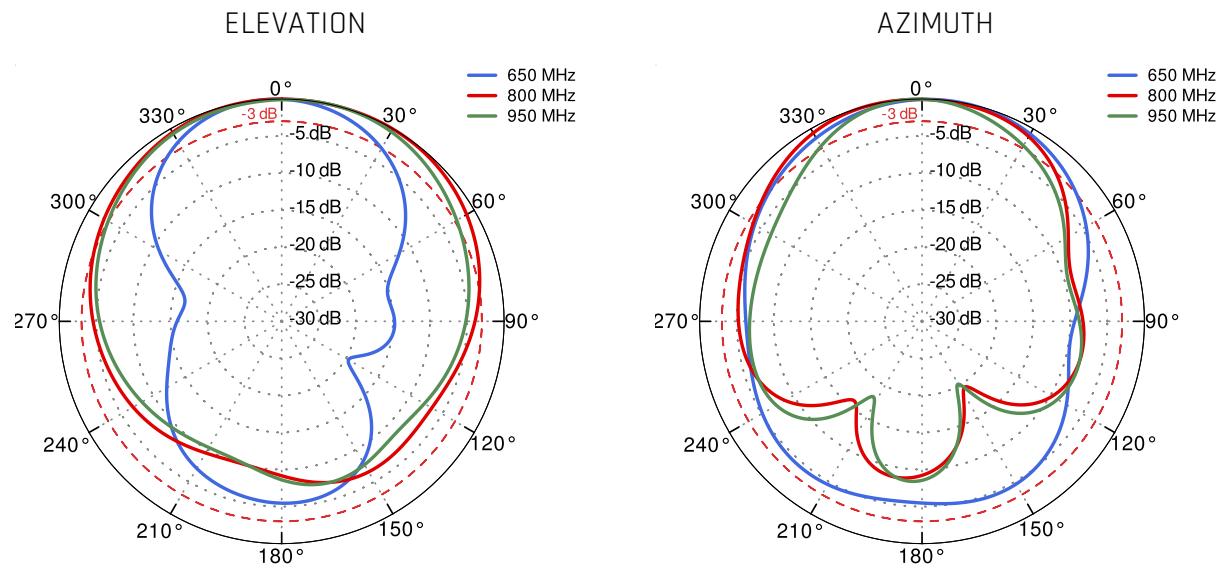 ELEVATION
650 MHz
800 MHz
950 MHz
0°
330°
-3 dB
30°
-5 dB
-10 dB
300°
60°
-15 dB
-20 dB
-25 dB
270°
-30 dB
90°
240°
120°
210°
150°
180°
AZIMUTH
650 MHz
800 MHz
950 MHz
0°
330°
-3 dB
30°
-5 dB
-10 dB
300°
60°
-15 dB
-20 dB
-25 dB
270°
-30 dB
90°
240°
120°
210°
150°
180°